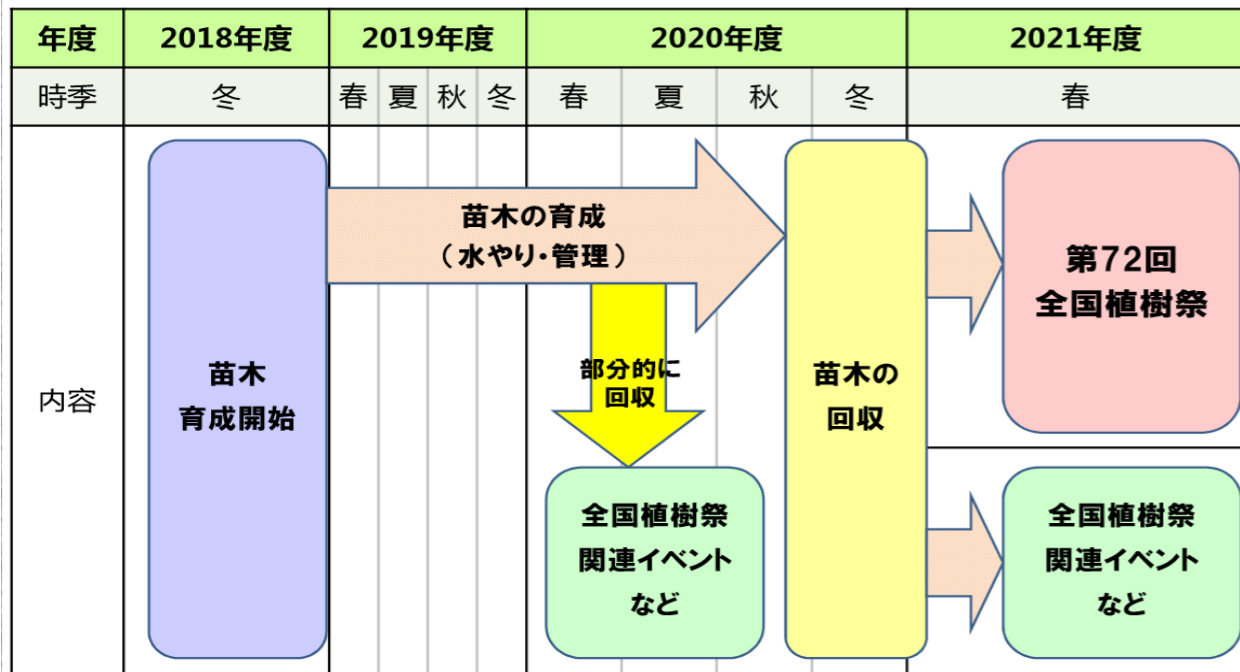 年度 2018年度 2019年度 2020年度 2021年度
時季 冬 春 夏 秋 冬 春 夏 秋 冬 春
内容
苗木
育成開始
苗木の育成
（水やり・管理）
部分的に
回収
全国植樹祭
関連イベント
など
苗木の
回収
第72回
全国植樹祭
全国植樹祭
関連イベント
など